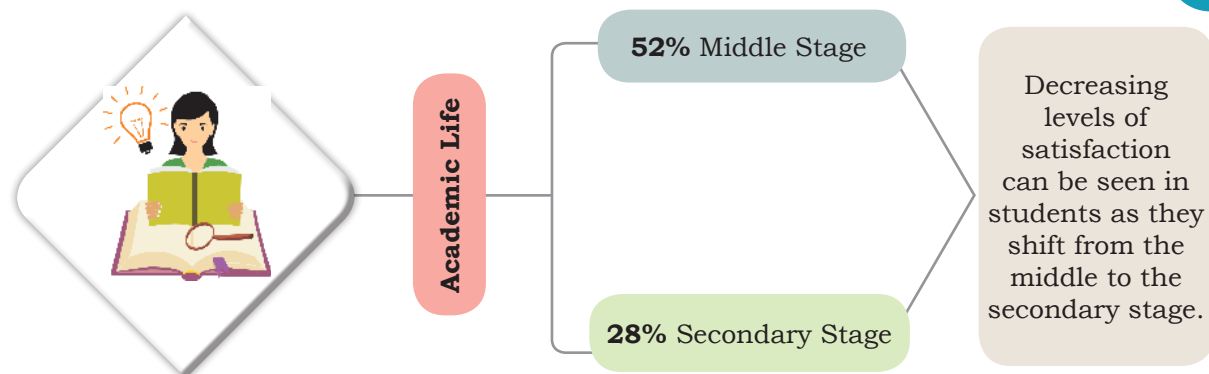 Academic Life
52% Middle Stage
28% Secondary Stage
Decreasing
levels of
satisfaction
can be seen in
students as they
shift from the
middle to the
secondary stage.